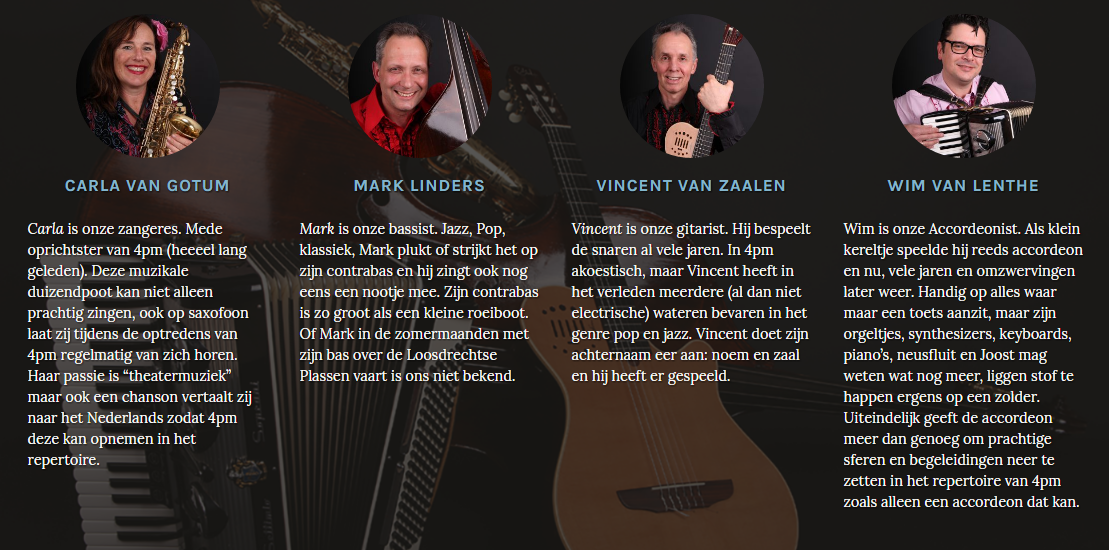 CARLA VAN GOTUM
Carla is onze zangeres. Mede
oprichtster van 4pm (heeeel lang
geleden). Deze muzikale
duizendpoot kan niet alleen
prachtig zingen, ook op saxofoon
laat zij tijdens de optredens van
4pm regelmatig van zich horen.
Haar passie is “theatermuziek”
maar ook een chanson vertaalt zij
naar het Nederlands zodat 4pm
deze kan opnemen in het
repertoire.
MARK LINDERS
Mark is onze bassist. Jazz, Pop,
klassiek, Mark plukt of strijkt het op
zijn contrabas en hij zingt ook nog
eens een nootje mee. Zijn contrabas
is zo groot als een kleine roeiboot.
Of Mark in de zomermaanden met
zijn bas over de Loosdrechtse
Plassen vaart is ons niet bekend.
VINCENT VAN ZAALEN
Vincent is onze gitarist. Hij bespeelt
de snaren al vele jaren. In 4pm
akoestisch, maar Vincent heeft in
het verleden meerdere (al dan niet
electrische) wateren bevaren in het
genre pop en jazz. Vincent doet zijn
achternaam eer aan: noem en zaal
en hij heeft er gespeeld.
WIM VAN LENTHE
Wim is onze Accordeonist. Als klein
kereltje speelde hij reeds accordeon
en nu, vele jaren en omzwervingen
later weer. Handig op alles waar
maar een toets aanzit, maar zijn
orgeltjes, synthesizers, keyboards,
piano’s, neusfluit en Joost mag
weten wat nog meer, liggen stof te
happen ergens op een zolder.
Uiteindelijk geeft de accordeon
meer dan genoeg om prachtige
sferen en begeleidingen neer te
zetten in het repertoire van 4pm
zoals alleen een accordeon dat kan.